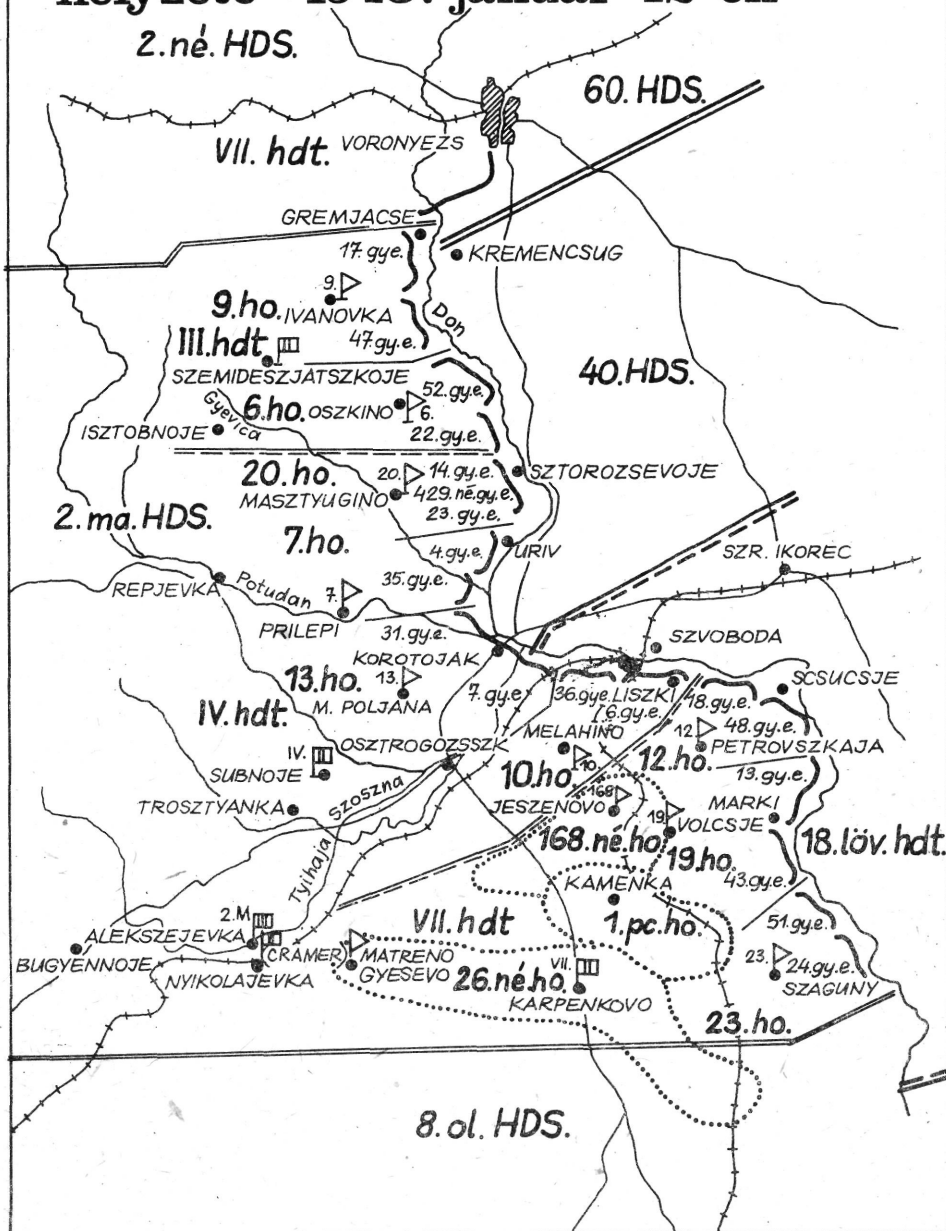 2.né. HDS.
60. HDS.
VII. hdt. VORONYEZS
GREMJACSE
17. gye.
KREMENCSUG
9.
9.ho. IVANOVKA
Don
III.hdt
47.gy.e.
SZEMIDESZJATSZKOJE
40.HDS.
52.gy.e.
Gyevica
6.ho. OSZKINO
6.
ISZTOBNOJE
22.gy.e.
20.ho.
20.
14.gy.e.
SZTOROZSEVOJE
MASZTYUGINO
429.né.gy.e.
2.ma.HDS.
23.gy.e.
7.ho.
4.gy.e.
URIV
SZR. IKOREC
REPJEVKA
Potudan
7.
35.gy.e.
PRILEPI
31.gy.e.
KOROTOJAK
SZVOBODA
13.ho.
13.
M. POLJANA
7.gy.e
36.gye.
LISZKI
6.gy.e.
18.gy.e.
SCSUCSJE
IV.hdt.
MELAHINO
12
48.gy.e.
PETROVSZKAJA
OSZTROGOZSSZK
IV.
SUBNOJE
10.ho.
10.
12.ho.
13.gy.e.
TROSZTYANKA
Tyihaja Szoszna
JESZENOVO
168
19.
MARKI
VOLCSJE
168.né.ho.
19.ho.
18.löv.hdt.
KAMENKA
43.gy.e.
2.M
VII.hdt
1.pc.ho.
51.gy.e.
ALEKSZEJEVKA
(CRAMER)
MATRENO
GYESEVO
BUGYENNOJE
NYIKOLAJEVKA
26.né.ho.
VII.
KARPENKOVO
23.
24.gy.e.
SZAGUNY
23.ho.
8.ol. HDS.